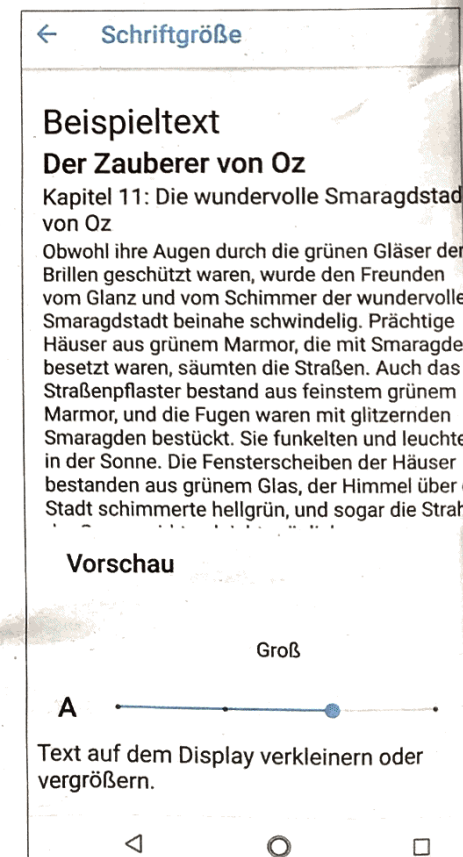 Schriftgröße
Beispieltext
Der Zauberer von Oz
Kapitel 11: Die wundervolle Smaragdstad
von Oz
Obwohl ihre Augen durch die grünen Gläser der
Brillen geschützt waren, wurde den Freunden
vom Glanz und vom Schimmer der wundervolle
Smaragdstadt beinahe schwindelig. Prächtige
Häuser aus grünem Marmor, die mit Smaragde
besetzt waren, säumten die Straßen. Auch das
Straßenpflaster bestand aus feinstem grünem
Marmor, und die Fugen waren mit glitzernden
Smaragden bestückt. Sie funkelten und leuchte
in der Sonne. Die Fensterscheiben der Häuser
bestanden aus grünem Glas, der Himmel über
Stadt schimmerte hellgrün, und sogar die Strah
Vorschau
Groß
A
Text auf dem Display verkleinern oder
vergrößern.